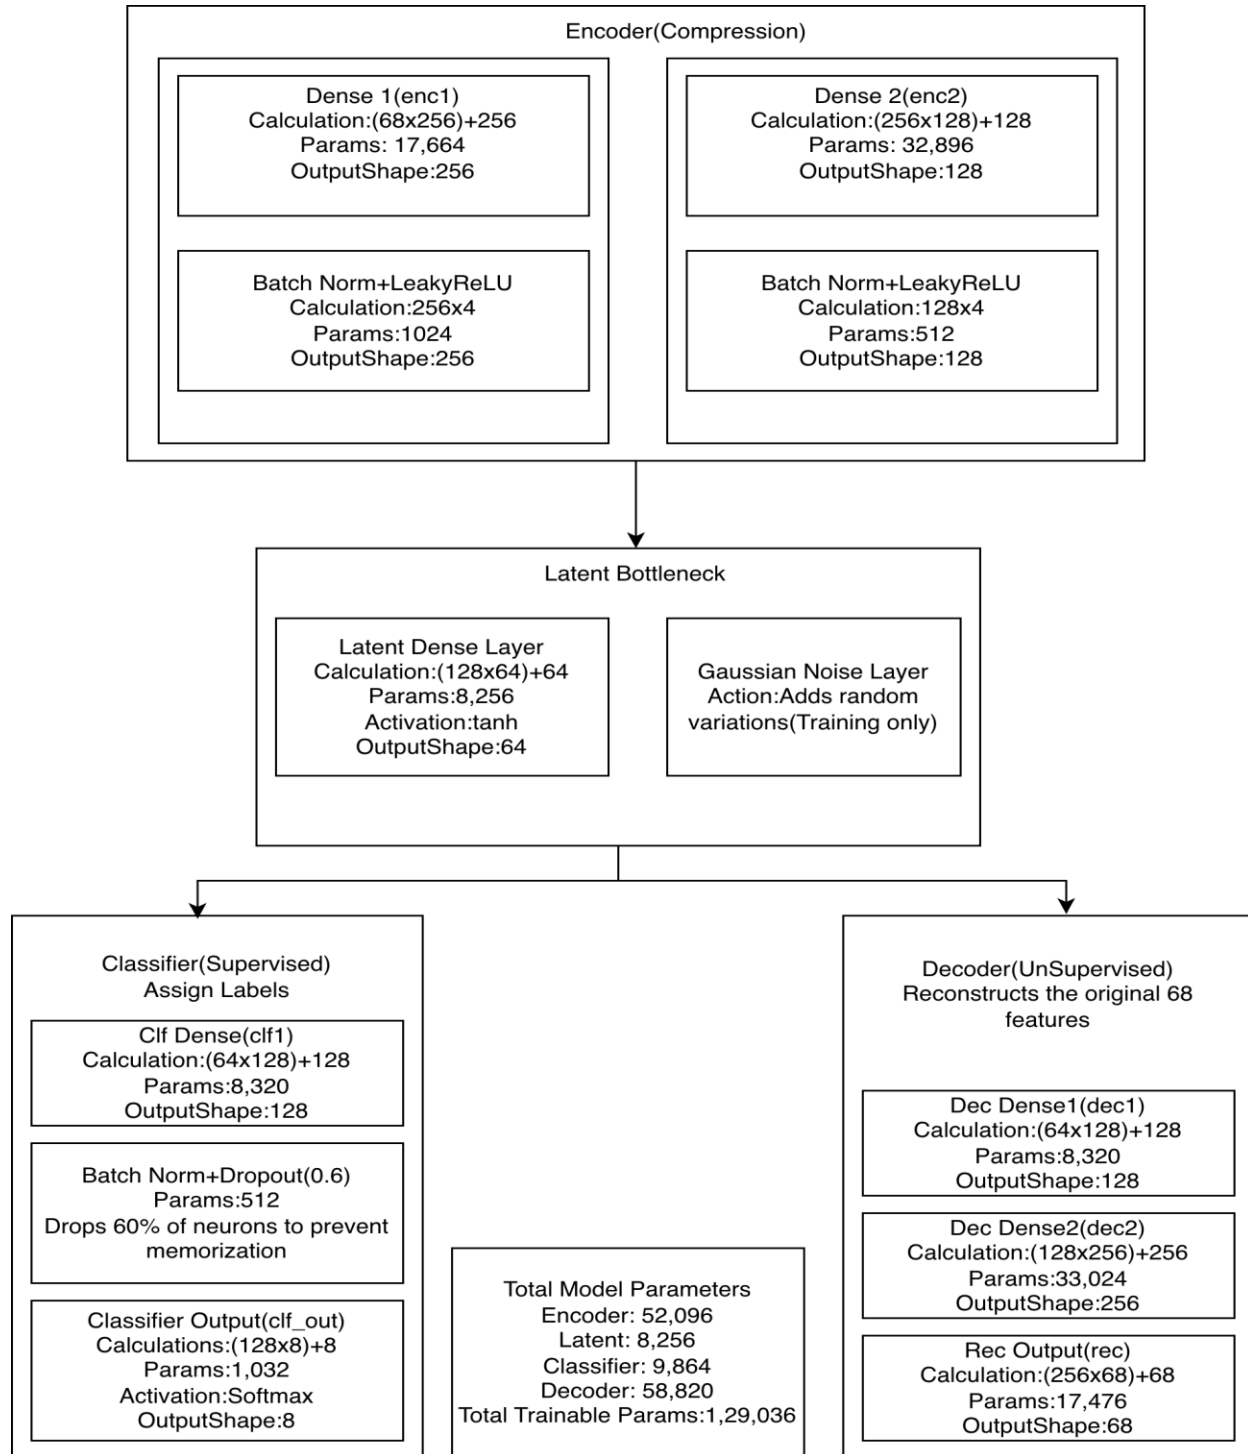 Encoder(Compression)
Dense 1(enc1)
Calculation:(68x256)+256
Params: 17,664
OutputShape:256
Batch Norm+LeakyReLU
Calculation:256x4
Params:1024
OutputShape:256
Dense 2(enc2)
Calculation:(256x128)+128
Params: 32,896
OutputShape:128
Batch Norm+LeakyReLU
Calculation:128x4
Params:512
OutputShape:128
Latent Bottleneck
Latent Dense Layer
Calculation:(128x64)+64
Params:8,256
Activation:tanh
OutputShape:64
Gaussian Noise Layer
Action:Adds random
variations(Training only)
Classifier(Supervised)
Assign Labels
Clf Dense(clf1)
Calculation:(64x128)+128
Params:8,320
OutputShape:128
Batch Norm+Dropout(0.6)
Params:512
Drops 60% of neurons to prevent
memorization
Classifier Output(clf_out)
Calculations:(128x8)+8
Params:1,032
Activation:Softmax
OutputShape:8
Total Model Parameters
Encoder: 52,096
Latent: 8,256
Classifier: 9,864
Decoder: 58,820
Total Trainable Params:1,29,036
Decoder(UnSupervised)
Reconstructs the original 68
features
Dec Dense1(dec1)
Calculation:(64x128)+128
Params:8,320
OutputShape:128
Dec Dense2(dec2)
Calculation:(128x256)+256
Params:33,024
OutputShape:256
Rec Output(rec)
Calculation:(256x68)+68
Params:17,476
OutputShape:68